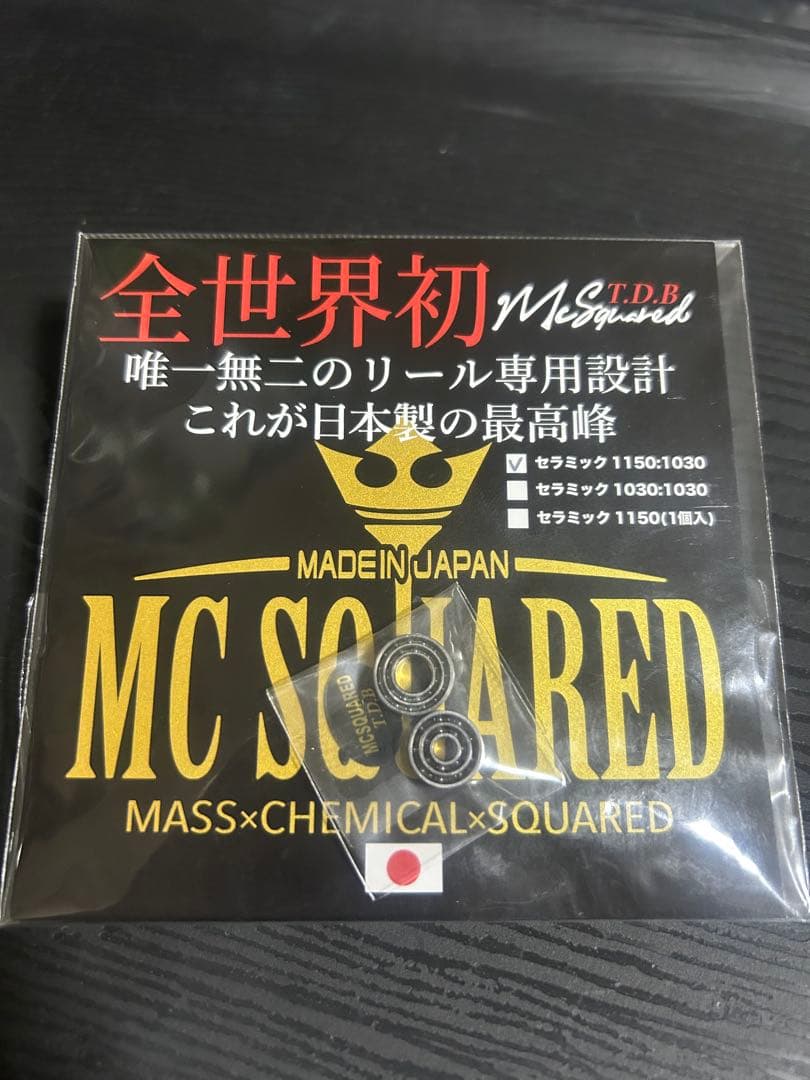 全世界初
T.D.B
McSquared
唯一無二のリール専用設計
これが日本製の最高峰
セラミック 1150:1030
セラミック 1030:1030
セラミック 1150(1個入)
MADE IN JAPAN
MC SQUARED
MCSQUARED
T.D.B
MASS×CHEMICAL×SQUARED